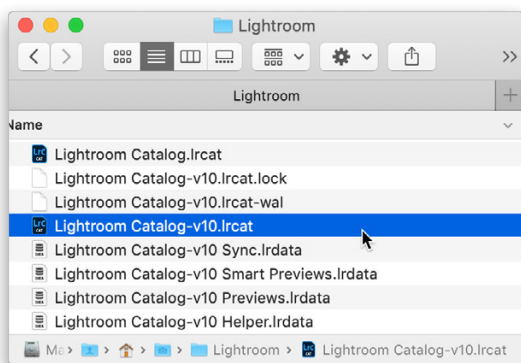 Lightroom
Lightroom
Name
Lightroom Catalog.lrcat
Lightroom Catalog-v10.lrcat.lock
Lightroom Catalog-v10.lrcat-wal
Lightroom Catalog-v10.lrcat
Lightroom Catalog-v10 Sync.lrdata
Lightroom Catalog-v10 Smart Previews.lrdata
Lightroom Catalog-v10 Previews.lrdata
Lightroom Catalog-v10 Helper.lrdata
Lightroom Lightroom Catalog-v10.lrcat